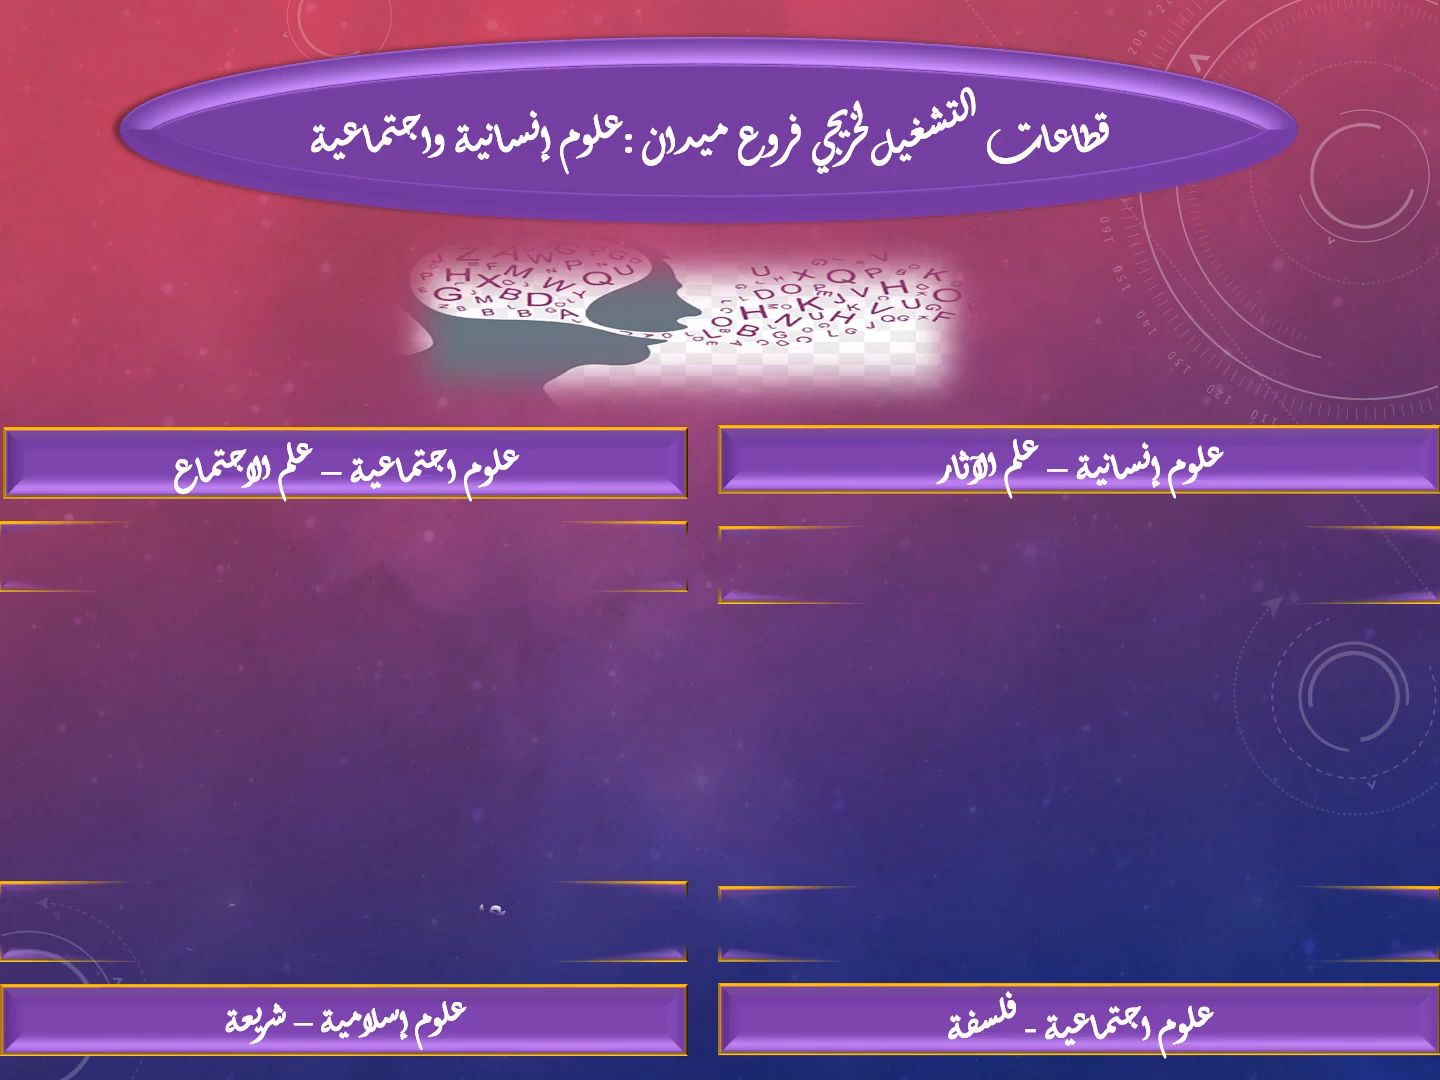 قطاعات التشغيل لخريجي فروع ميدان :علوم إنسانية واجتماعية
علوم إنسانية – علم الآثار
علوم اجتماعية – علم الاجتماع
علوم اجتماعية - فلسفة
علوم إسلامية – شريعة